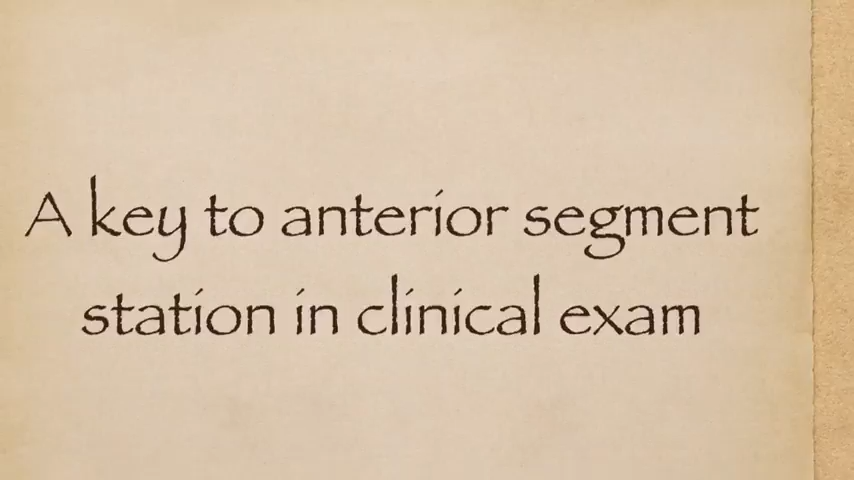 A key to anterior segment
station in clinical exam